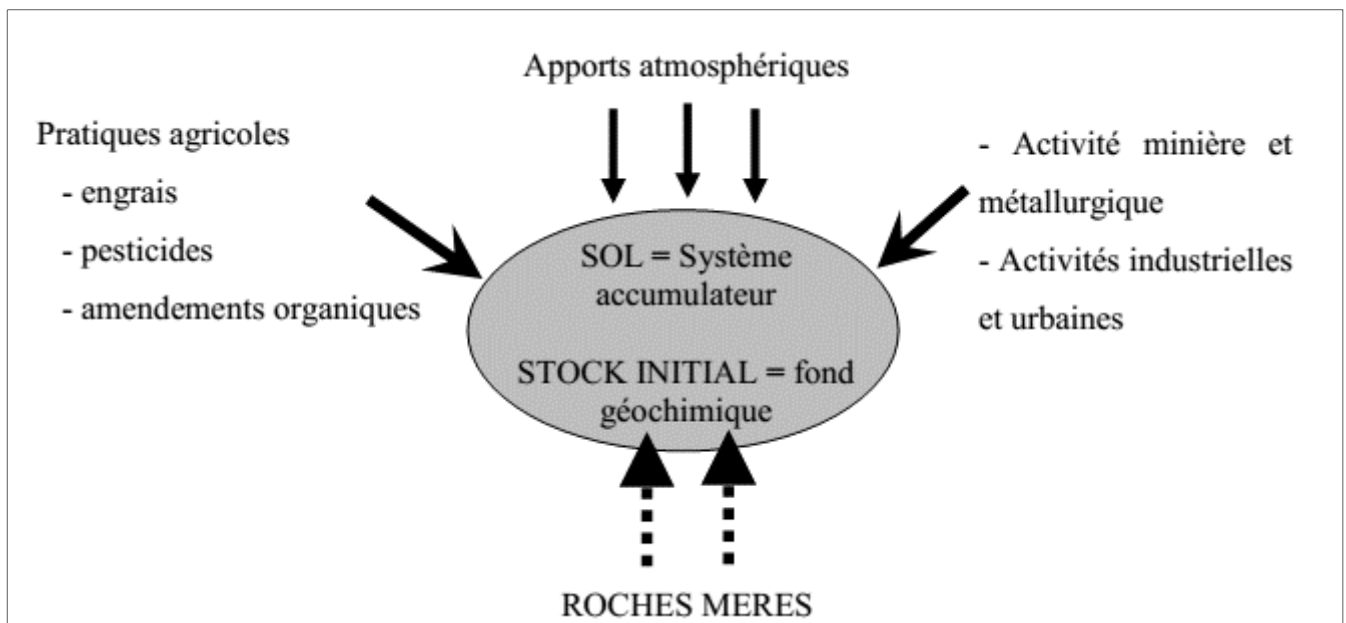 Apports atmosphériques
Pratiques agricoles
- engrais
- pesticides
- amendements organiques
- Activité minière et
métallurgique
- Activités industrielles
et urbaines
SOL = Système
accumulateur
STOCK INITIAL = fond
géochimique
ROCHES MERES